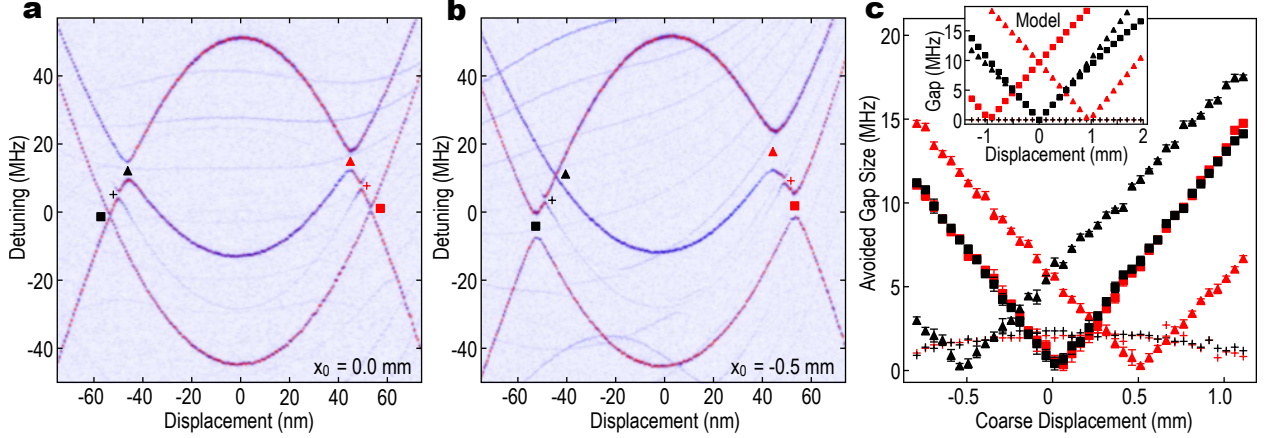 a
Detuning (MHz)
40
20
0
-20
-40
x₀ = 0.0 mm
-60 -40 -20 0 20 40 60
Displacement (nm)
b
Detuning (MHz)
40
20
0
-20
-40
x₀ = -0.5 mm
-60 -40 -20 0 20 40 60
Displacement (nm)
c
Avoided Gap Size (MHz)
20
15
10
5
0
-0.5 0.0 0.5 1.0
Coarse Displacement (mm)
Model
Gap (MHz)
15
10
5
0
-1 0 1 2
Displacement (mm)